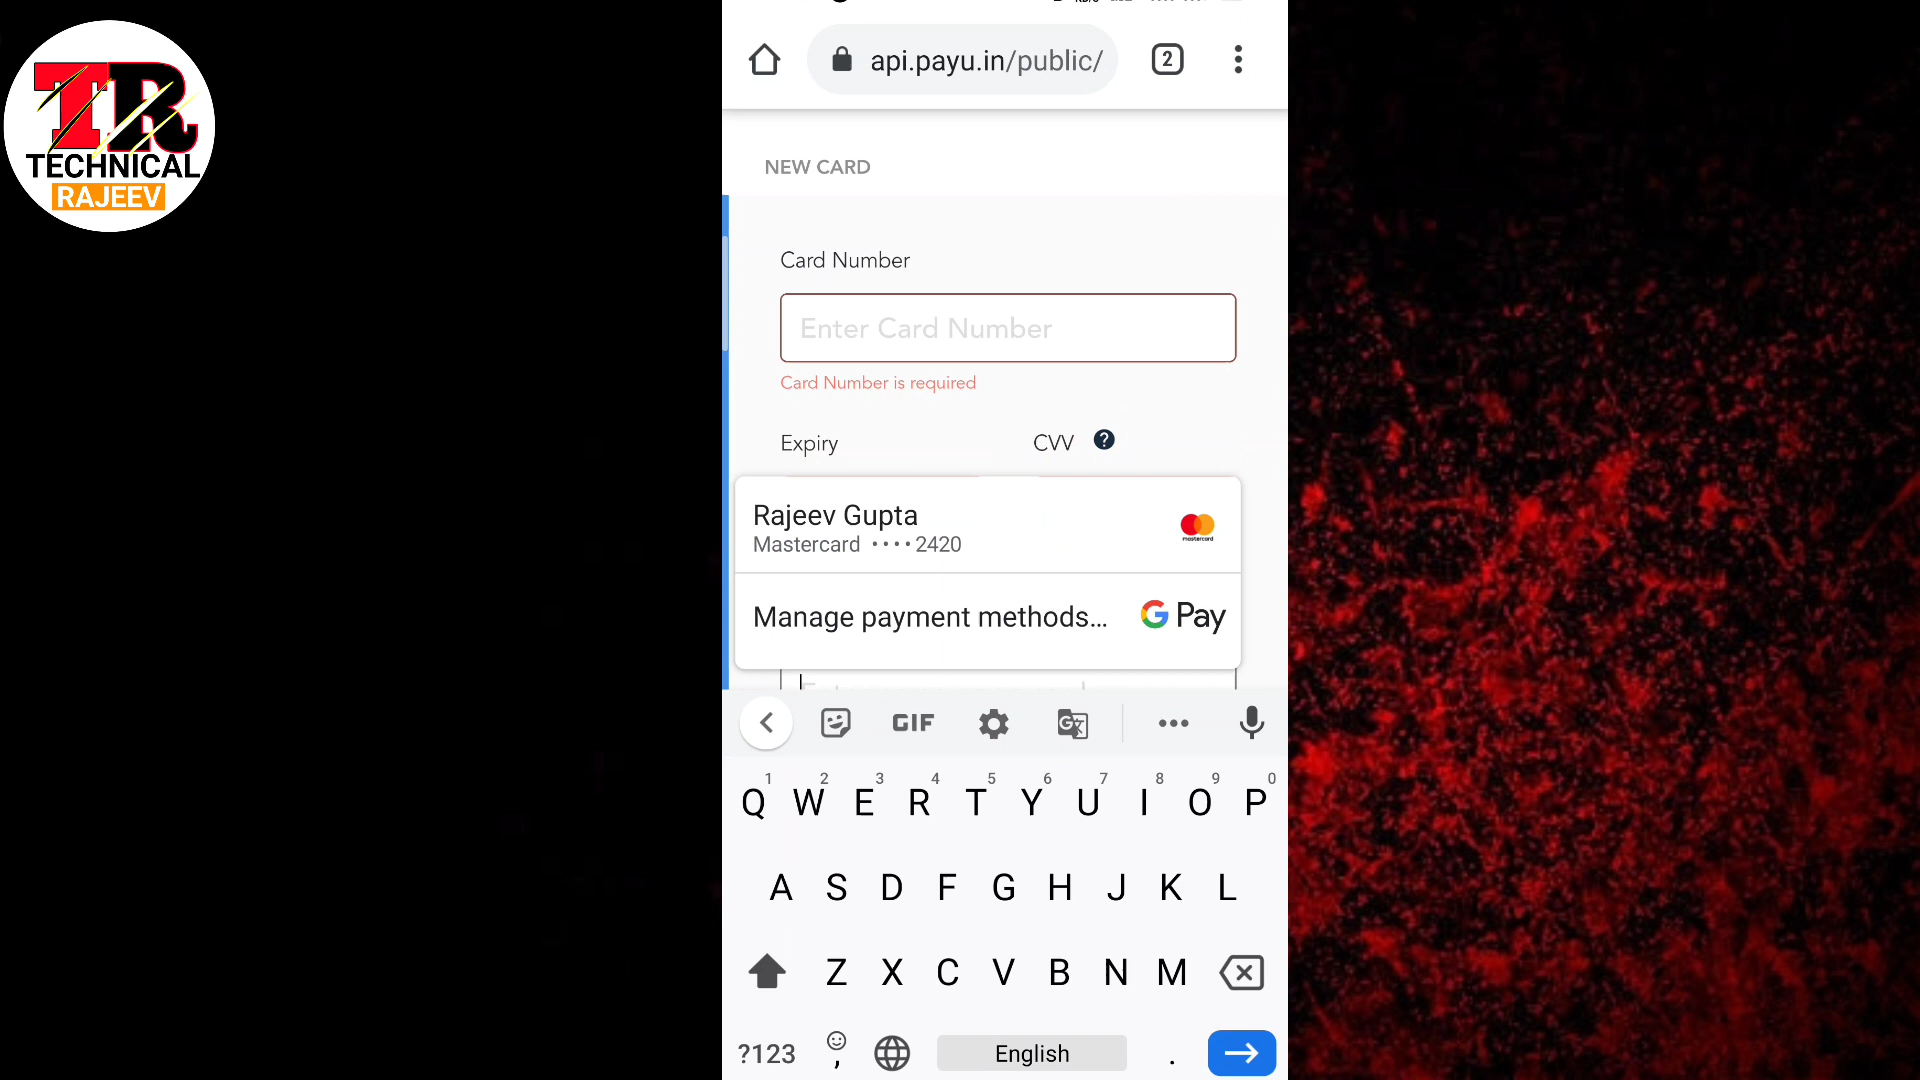 TR
TECHNICAL
RAJEEV
api.payu.in/public/
2
NEW CARD
Card Number
Enter Card Number
Card Number is required
Expiry
CVV ?
Rajeev Gupta
Mastercard ····2420
mastercard
Manage payment methods... G Pay
GIF
1 2 3 4 5 6 7 8 9 0
Q W E R T Y U I O P
A S D F G H J K L
Z X C V B N M
?123 , English .